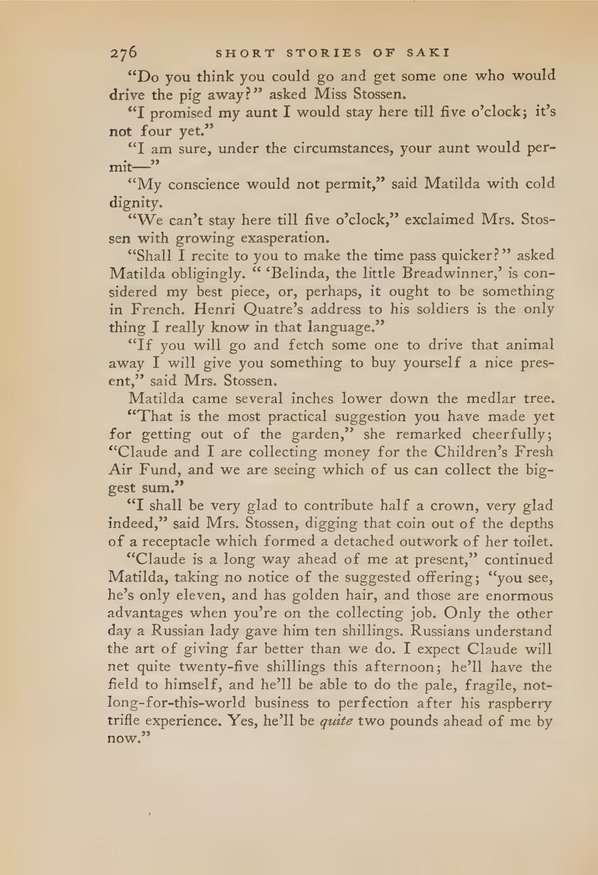 276 SHORT STORIES OF SAKI
“Do you think you could go and get some one who would
drive the pig away?” asked Miss Stossen.
“I promised my aunt I would stay here till five o’clock; it’s
not four yet.”
“I am sure, under the circumstances, your aunt would per-
mit—”
“My conscience would not permit,” said Matilda with cold
dignity.
“We can’t stay here till five o’clock,” exclaimed Mrs. Stos-
sen with growing exasperation.
“Shall I recite to you to make the time pass quicker?” asked
Matilda obligingly. “ ‘Belinda, the little Breadwinner,’ is con-
sidered my best piece, or, perhaps, it ought to be something
in French. Henri Quatre’s address to his soldiers is the only
thing I really know in that language.”
“If you will go and fetch some one to drive that animal
away I will give you something to buy yourself a nice pres-
ent,” said Mrs. Stossen.
Matilda came several inches lower down the medlar tree.
“That is the most practical suggestion you have made yet
for getting out of the garden,” she remarked cheerfully;
“Claude and I are collecting money for the Children’s Fresh
Air Fund, and we are seeing which of us can collect the big-
gest sum.”
“I shall be very glad to contribute half a crown, very glad
indeed,” said Mrs. Stossen, digging that coin out of the depths
of a receptacle which formed a detached outwork of her toilet.
“Claude is a long way ahead of me at present,” continued
Matilda, taking no notice of the suggested offering; “you see,
he’s only eleven, and has golden hair, and those are enormous
advantages when you’re on the collecting job. Only the other
day a Russian lady gave him ten shillings. Russians understand
the art of giving far better than we do. I expect Claude will
net quite twenty-five shillings this afternoon; he’ll have the
field to himself, and he’ll be able to do the pale, fragile, not-
long-for-this-world business to perfection after his raspberry
trifle experience. Yes, he’ll be quite two pounds ahead of me by
now.”